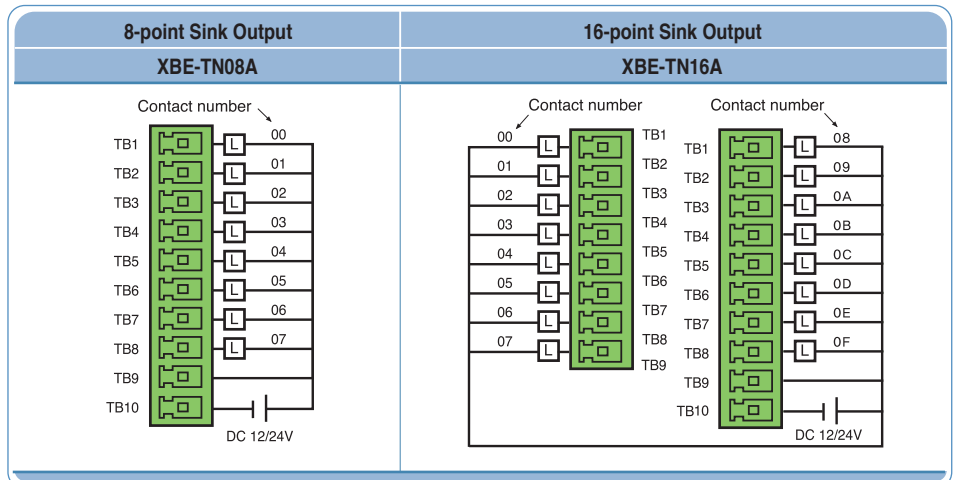 8-point Sink Output
XBE-TN08A
Contact number
TB1 L 00
TB2 L 01
TB3 L 02
TB4 L 03
TB5 L 04
TB6 L 05
TB7 L 06
TB8 L 07
TB9
TB10
DC 12/24V
16-point Sink Output
XBE-TN16A
Contact number
00 L TB1
01 L TB2
02 L TB3
03 L TB4
04 L TB5
05 L TB6
06 L TB7
07 L TB8
TB9
Contact number
TB1 L 08
TB2 L 09
TB3 L 0A
TB4 L 0B
TB5 L 0C
TB6 L 0D
TB7 L 0E
TB8 L 0F
TB9
TB10
DC 12/24V